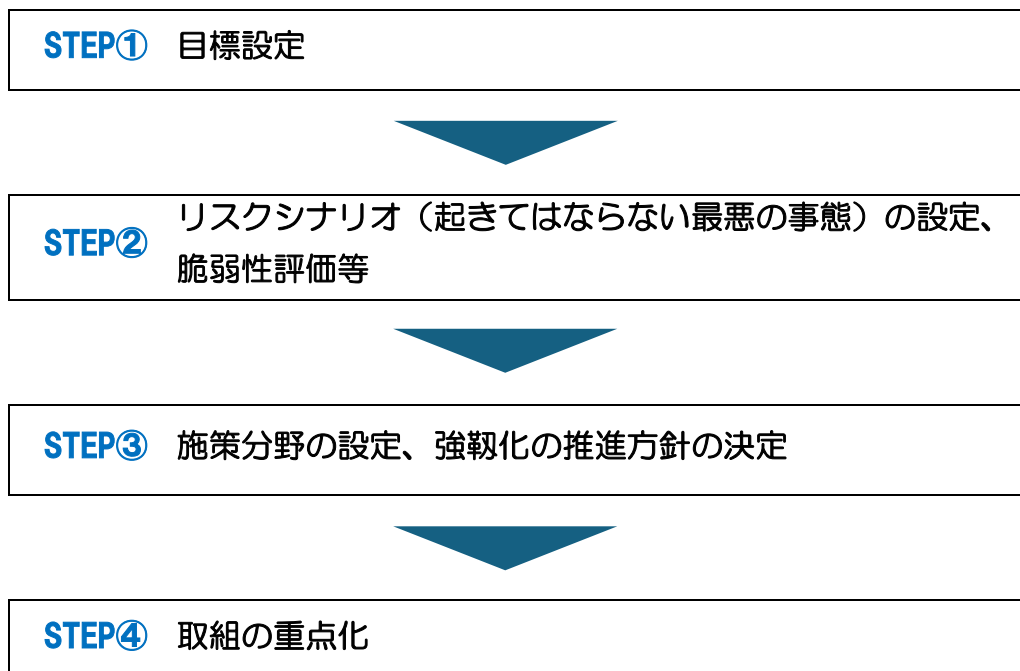 STEP① 目標設定
STEP② リスクシナリオ（起きてはならない最悪の事態）の設定、
脆弱性評価等
STEP③ 施策分野の設定、強靱化の推進方針の決定
STEP④ 取組の重点化